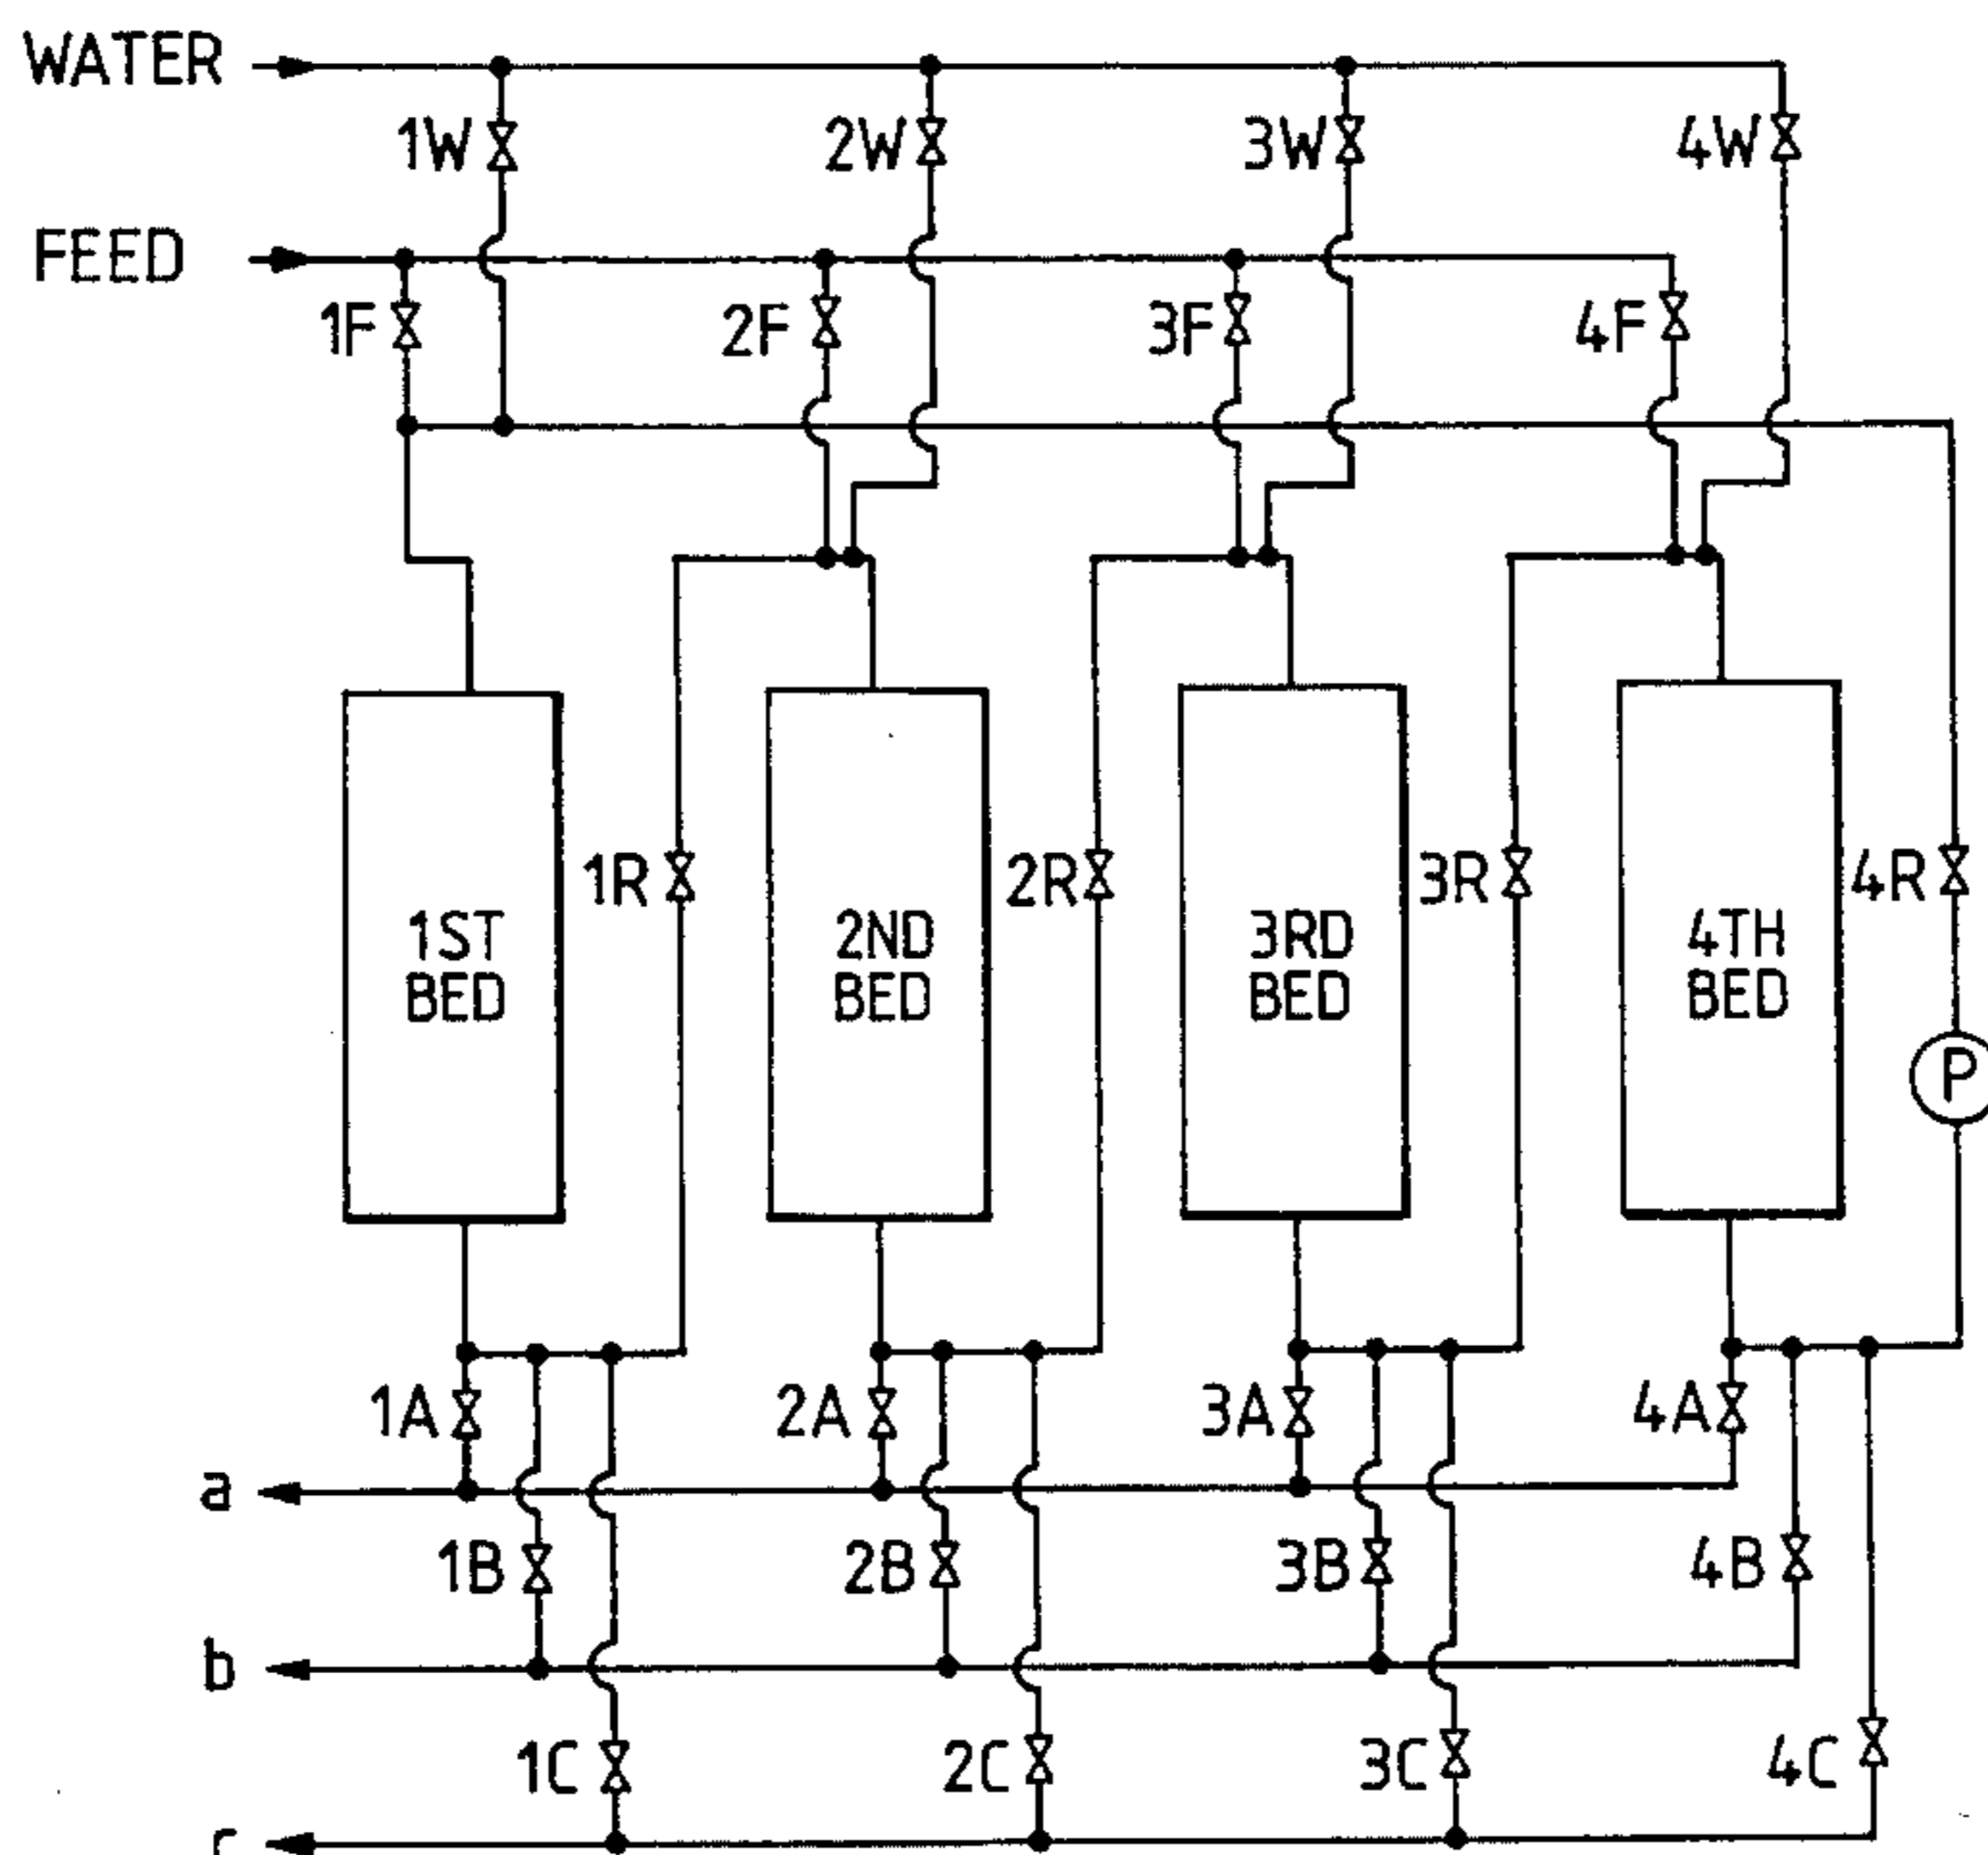 WATER
1W
2W
3W
4W
FEED
1F
2F
3F
4F
1R
2R
3R
4R
1ST
BED
2ND
BED
3RD
BED
4TH
BED
P
1A
2A
3A
4A
a
1B
2B
3B
4B
b
1C
2C
3C
4C